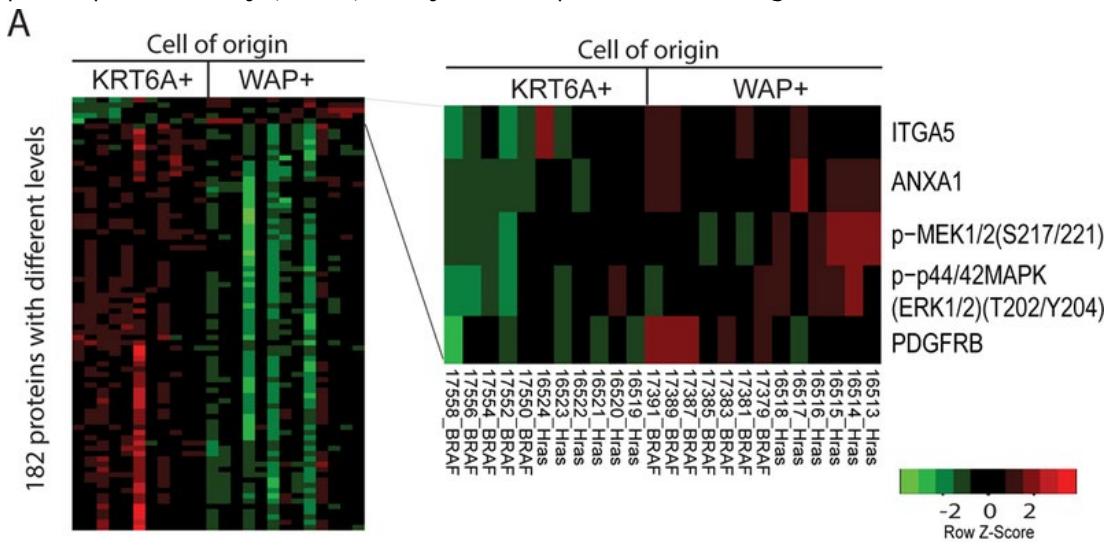 A
Cell of origin
KRT6A+ WAP+
182 proteins with different levels
Cell of origin
KRT6A+ WAP+
ITGA5
ANXA1
p-MEK1/2(S217/221)
p-p44/42MAPK
(ERK1/2)(T202/Y204)
PDGFRB
17558_BRAF
17556_BRAF
17554_BRAF
17552_BRAF
17550_BRAF
16524_Hras
16523_Hras
16522_Hras
16521_Hras
16520_Hras
16519_Hras
17391_BRAF
17389_BRAF
17387_BRAF
17385_BRAF
17383_BRAF
17381_BRAF
17379_BRAF
16518_Hras
16517_Hras
16516_Hras
16515_Hras
16514_Hras
16513_Hras
-2 0 2
Row Z-Score